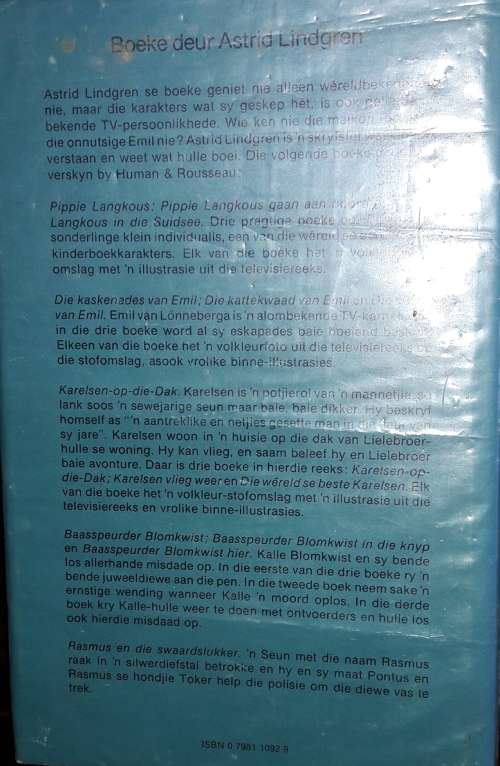 Boeke deur Astrid Lindgren
Astrid Lindgren se boeke geniet nie alleen
nie, maar die karakters wat sy geskep het, is ook
bekende TV-persoonlikhede. Wie ken nie die
die onnutsige Emil nie? Astrid Lindgren is 'n skryfster
verstaan en weet wat hulle boei. Die volgende boeke
verskyn by Human & Rousseau:
Pippie Langkous; Pippie Langkous gaan aan boord
Langkous in die Suidsee. Drie pragtige boeke
sonderlinge klein individualis, een van die
kinderboekkarakters. Elk van die boeke het 'n
omslag met 'n illustrasie uit die televisiereeks.
Die kaskenades van Emil; Die kattekwaad van Emil en Die
van Emil. Emil van Lönneberga is 'n alombekende
in die drie boeke word al sy eskapades baie boeiend
Elkeen van die boeke het 'n volkleurfoto uit die televisiereeks
die stofomslag, asook vrolike binne-illustrasies.
Karelsen-op-die-Dak. Karelsen is 'n potjierol van 'n mannetjie, so
lank soos 'n sewejarige seun maar baie, baie dikker. Hy beskryf
homself as "'n aantreklike en netjies gesette man in die fleur van
sy jare". Karelsen woon in 'n huisie op die dak van Lielebroer-
hulle se woning. Hy kan vlieg, en saam beleef hy en Lielebroer
baie avonture. Daar is drie boeke in hierdie reeks: Karelsen-op-
die-Dak; Karelsen vlieg weer en Die wêreld se beste Karelsen. Elk
van die boeke het 'n volkleur-stofomslag met 'n illustrasie uit die
televisiereeks en vrolike binne-illustrasies.
Baasspeurder Blomkwist; Baasspeurder Blomkwist in die knyp
en Baasspeurder Blomkwist hier. Kalle Blomkwist en sy bende
los allerhande misdade op. In die eerste van die drie boeke ry 'n
bende juweeldiewe aan die pen. In die tweede boek neem sake 'n
ernstige wending wanneer Kalle 'n moord oplos. In die derde
boek kry Kalle-hulle weer te doen met ontvoerders en hulle los
ook hierdie misdaad op.
Rasmus en die swaardslukker. 'n Seun met die naam Rasmus
raak in 'n silwerdiefstal betrokke en hy en sy maat Pontus en
Rasmus se hondjie Toker help die polisie om die diewe vas te
trek.
ISBN 0 7981 1092 9